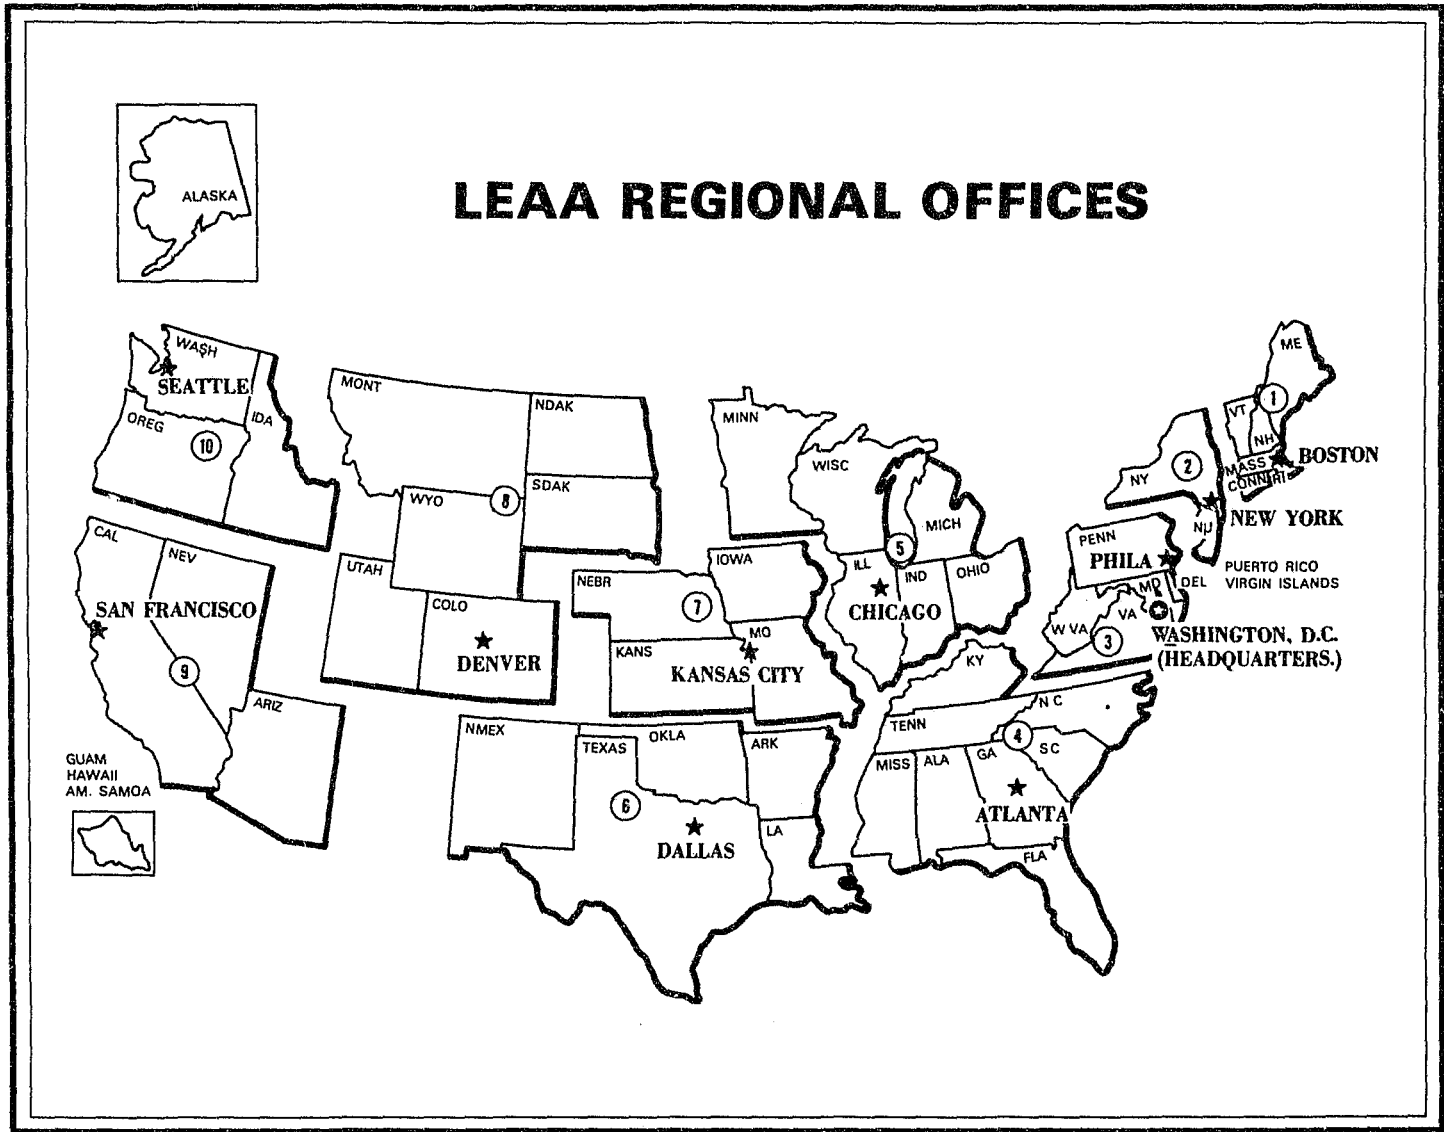 ALASKA
LEAA REGIONAL OFFICES
WASH
SEATTLE
OREG
10
IDA
MONT
NDAK
SDAK
WYO
8
UTAH
COLO
DENVER
CAL
NEV
SAN FRANCISCO
9
ARIZ
GUAM
HAWAII
AM. SAMOA
NEBR
IOWA
7
KANS
MO
KANSAS CITY
NMEX
TEXAS
OKLA
ARK
6
DALLAS
LA
MINN
WISC
MICH
5
ILL
IND
OHIO
CHICAGO
KY
TENN
N C
4
S C
MISS
ALA
GA
ATLANTA
FLA
ME
1
VT
NH
MASS
BOSTON
CONN
RI
2
NY
NEW YORK
NJ
PENN
PHILA
PUERTO RICO
VIRGIN ISLANDS
DEL
MD
VA
W VA
3
WASHINGTON, D.C.
(HEADQUARTERS.)